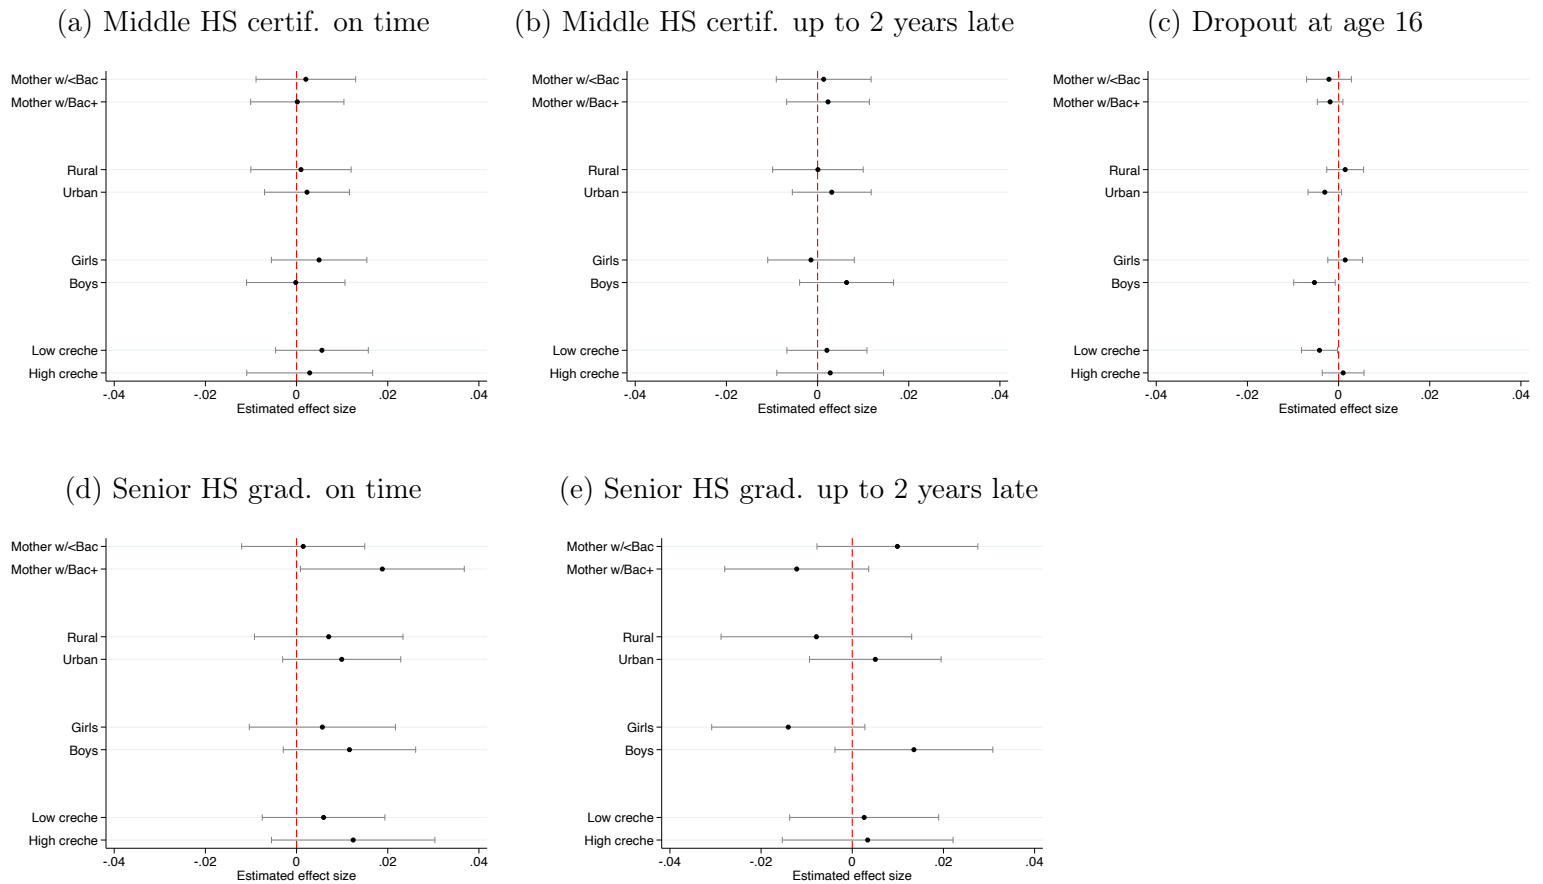 (a) Middle HS certif. on time
Mother w/<Bac
Mother w/Bac+
Rural
Urban
Girls
Boys
Low creche
High creche
-.04 -.02 0 .02 .04
Estimated effect size
(b) Middle HS certif. up to 2 years late
Mother w/<Bac
Mother w/Bac+
Rural
Urban
Girls
Boys
Low creche
High creche
-.04 -.02 0 .02 .04
Estimated effect size
(c) Dropout at age 16
Mother w/<Bac
Mother w/Bac+
Rural
Urban
Girls
Boys
Low creche
High creche
-.04 -.02 0 .02 .04
Estimated effect size
(d) Senior HS grad. on time
Mother w/<Bac
Mother w/Bac+
Rural
Urban
Girls
Boys
Low creche
High creche
-.04 -.02 0 .02 .04
Estimated effect size
(e) Senior HS grad. up to 2 years late
Mother w/<Bac
Mother w/Bac+
Rural
Urban
Girls
Boys
Low creche
High creche
-.04 -.02 0 .02 .04
Estimated effect size